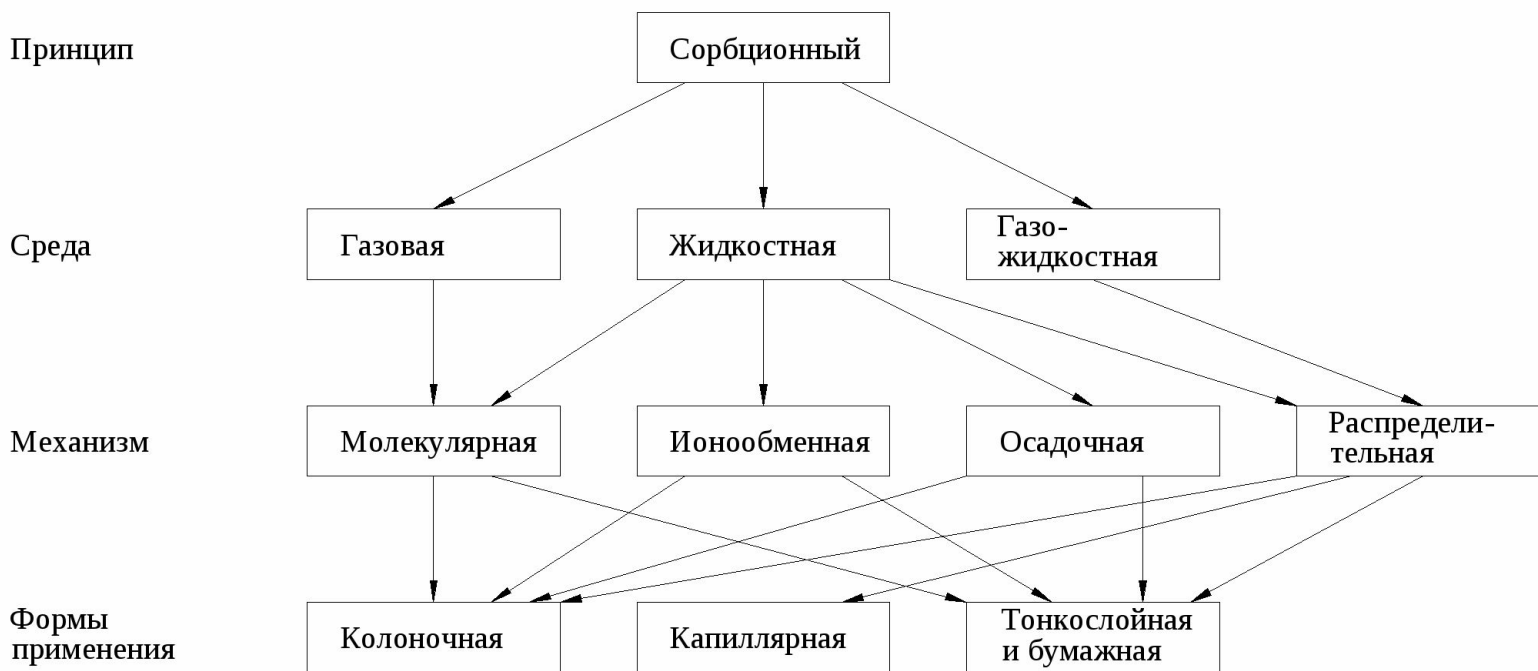 Принцип
Сорбционный
Среда
Газовая
Жидкостная
Газо-
жидкостная
Механизм
Молекулярная
Ионообменная
Осадочная
Распредели-
тельная
Формы
применения
Колоночная
Капиллярная
Тонкослойная
и бумажная